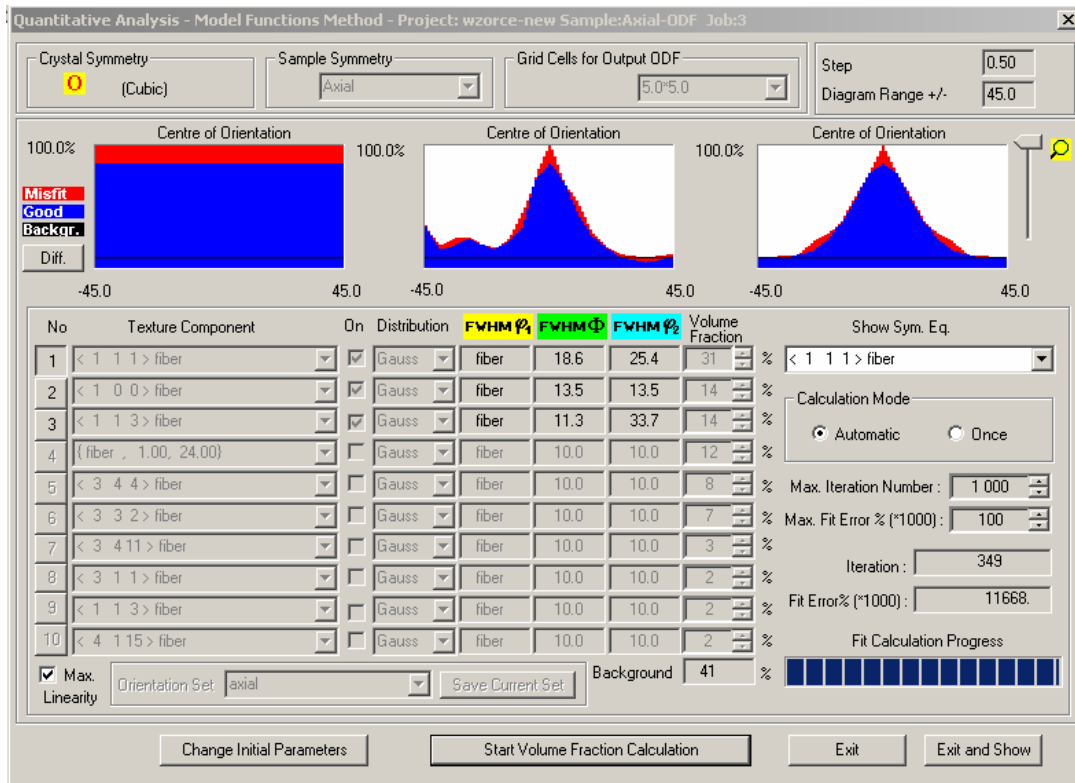 Quantitative Analysis - Model Functions Method - Project: wzorce-new Sample:Axial-ODF Job:3
Crystal Symmetry
O (Cubic)
Sample Symmetry
Axial
Grid Cells for Output ODF
5.0*5.0
Step 0.50
Diagram Range +/- 45.0
Centre of Orientation Centre of Orientation Centre of Orientation
100.0% 100.0% 100.0%
Misfit
Good
Backgr.
Diff.
-45.0 45.0 -45.0 45.0 -45.0 45.0
No Texture Component On Distribution FWHM φ1 FWHM Φ FWHM φ2 Volume Fraction
1 < 1 1 1> fiber Gauss fiber 18.6 25.4 31 %
2 < 1 0 0> fiber Gauss fiber 13.5 13.5 14 %
3 < 1 1 3> fiber Gauss fiber 11.3 33.7 14 %
4 {fiber , 1.00, 24.00} Gauss fiber 10.0 10.0 12 %
5 < 3 4 4> fiber Gauss fiber 10.0 10.0 8 %
6 < 3 3 2> fiber Gauss fiber 10.0 10.0 7 %
7 < 3 4 11> fiber Gauss fiber 10.0 10.0 3 %
8 < 3 1 1> fiber Gauss fiber 10.0 10.0 2 %
9 < 1 1 3> fiber Gauss fiber 10.0 10.0 2 %
10 < 4 1 15> fiber Gauss fiber 10.0 10.0 2 %
Max. Linearity
Orientation Set axial
Save Current Set
Background 41 %
Show Sym. Eq.
< 1 1 1> fiber
Calculation Mode
Automatic Once
Max. Iteration Number : 1 000
Max. Fit Error % (*1000) : 100
Iteration : 349
Fit Error% (*1000) : 11668.
Fit Calculation Progress
Change Initial Parameters
Start Volume Fraction Calculation
Exit
Exit and Show